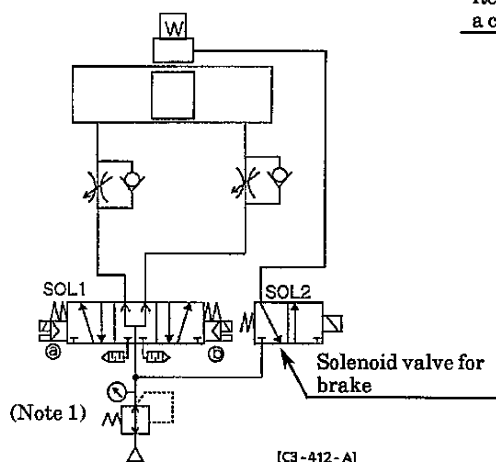 a c
W
SOL1
SOL2
ⓐ
ⓑ
Solenoid valve for
brake
(Note 1)
[C3-412-A]